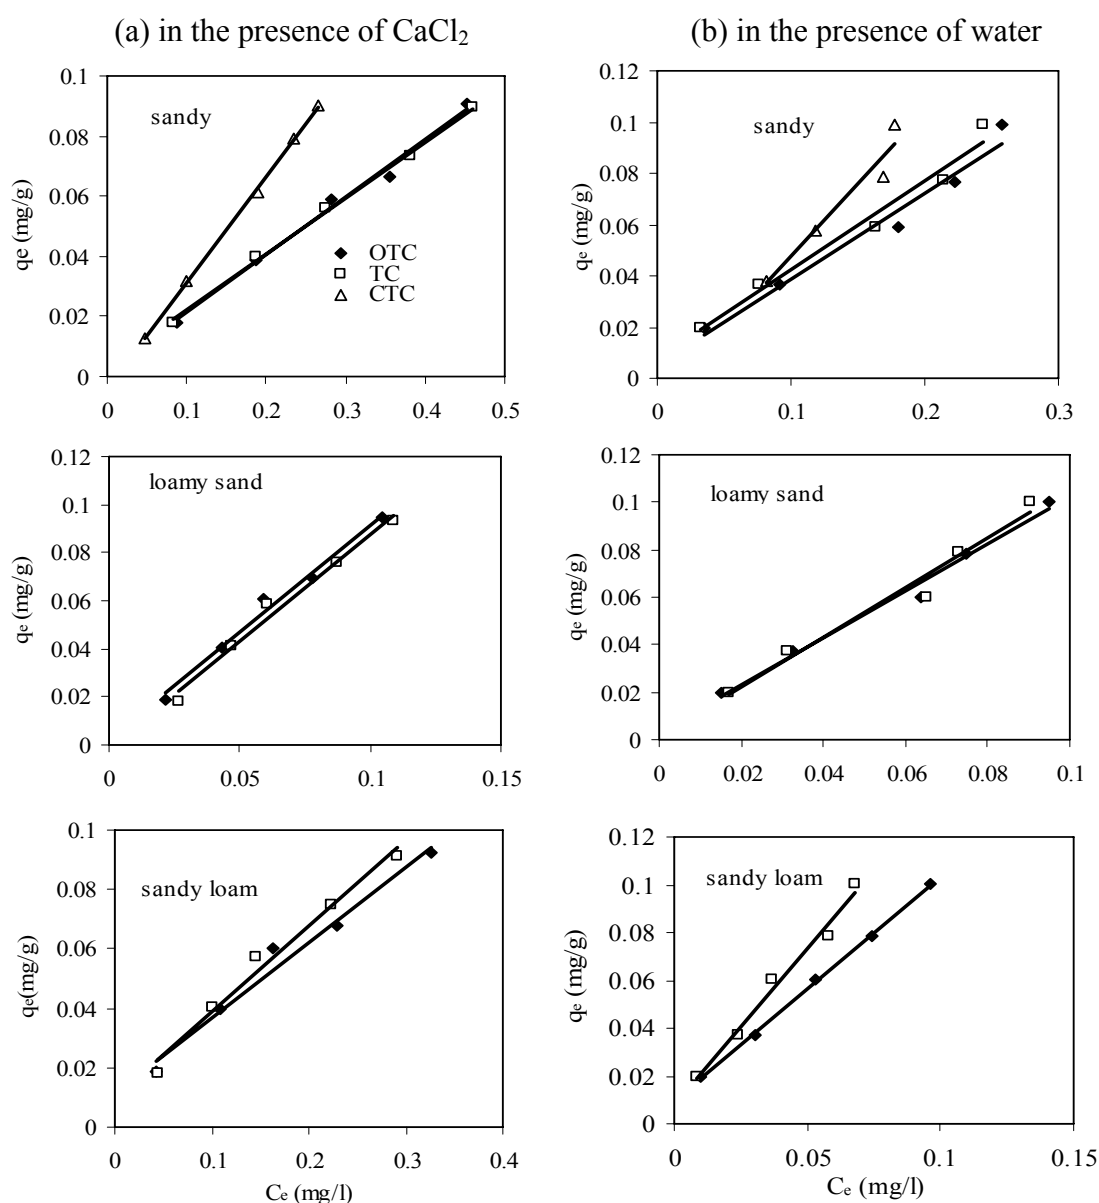 (a) in the presence of CaCl₂
(b) in the presence of water
0.1
0.08
0.06
0.04
0.02
0
qe (mg/g)
sandy
OTC
TC
CTC
0 0.1 0.2 0.3 0.4 0.5
0.12
0.1
0.08
0.06
0.04
0.02
0
qₑ (mg/g)
sandy
0 0.1 0.2 0.3
0.12
0.1
0.08
0.06
0.04
0.02
0
qₑ (mg/g)
loamy sand
0 0.05 0.1 0.15
0.12
0.1
0.08
0.06
0.04
0.02
0
qₑ (mg/g)
loamy sand
0 0.02 0.04 0.06 0.08 0.1
0.1
0.08
0.06
0.04
0.02
0
qₑ(mg/g)
sandy loam
0 0.1 0.2 0.3 0.4
Cₑ (mg/l)
0.12
0.1
0.08
0.06
0.04
0.02
0
qₑ (mg/g)
sandy loam
0 0.05 0.1 0.15
Cₑ (mg/l)